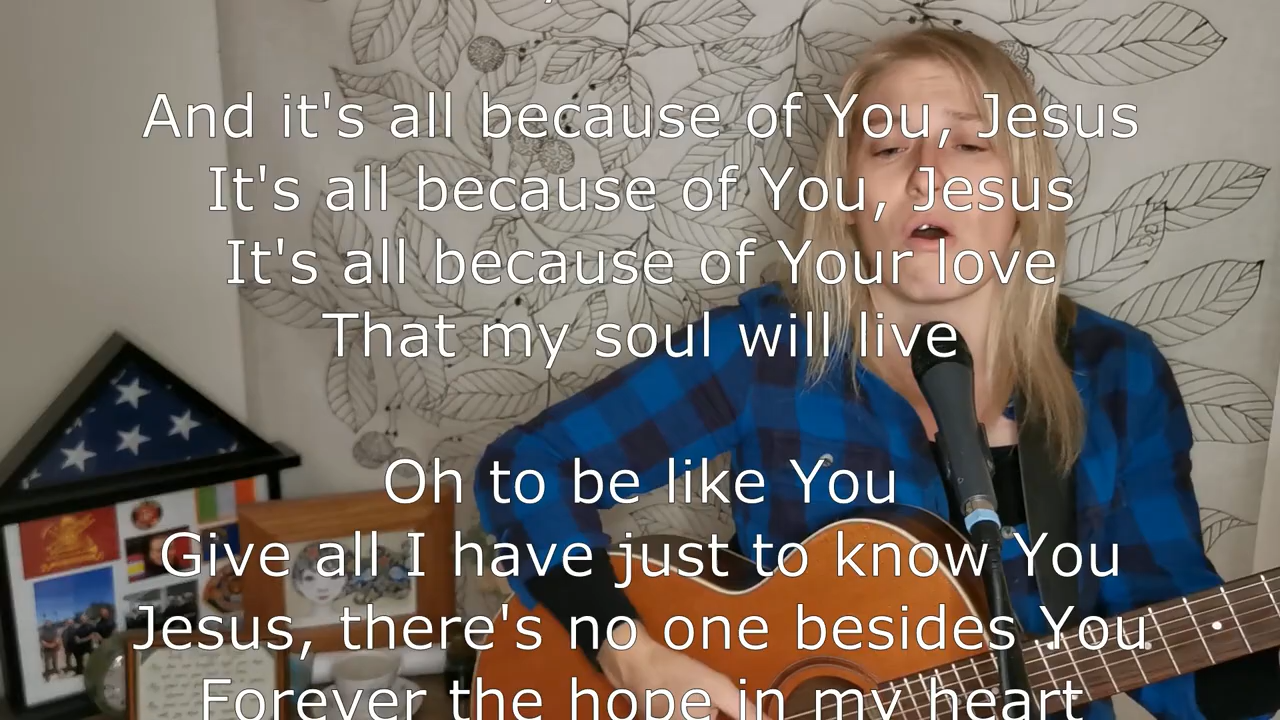 And it's all because of You, Jesus
It's all because of You, Jesus
It's all because of Your love
That my soul will live
Oh to be like You
Give all I have just to know You
Jesus, there's no one besides You
Forever the hope in my heart